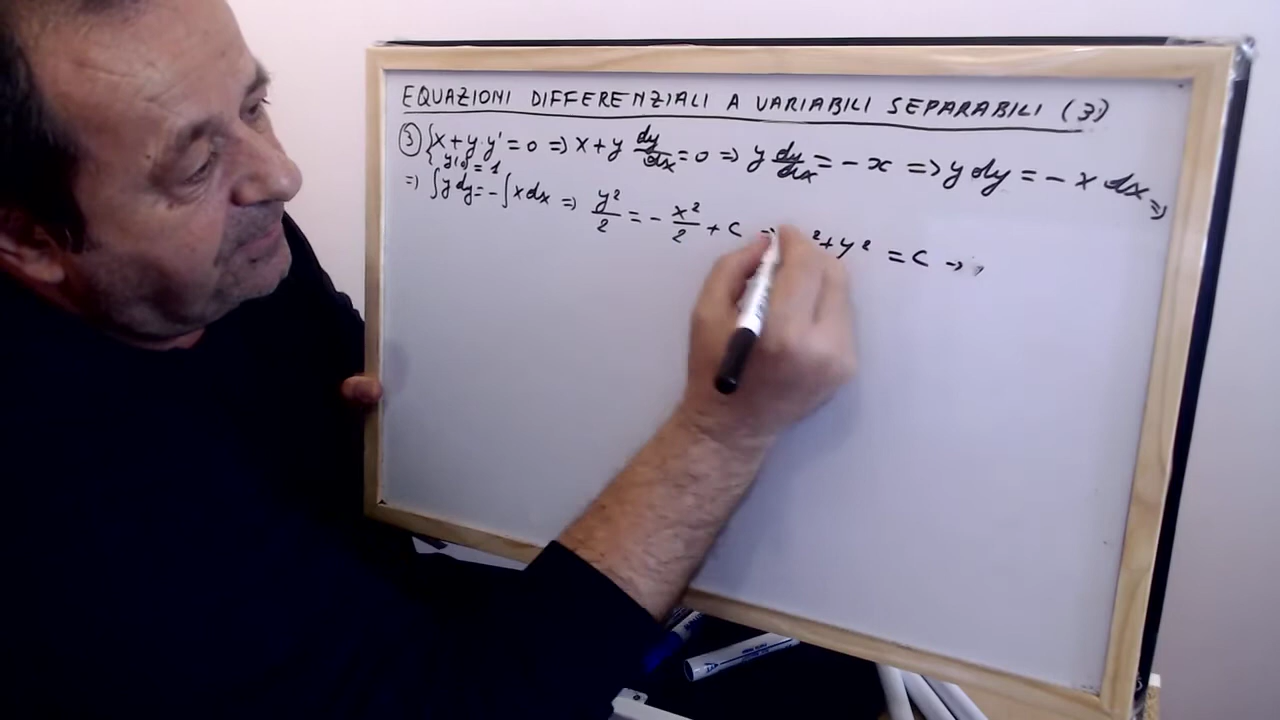 EQUAZIONI DIFFERENZIALI A VARIABILI SEPARABILI (3)
③ { x + y·y' = 0 => x + y dy/dx = 0 => y dy/dx = - x => y dy = - x dx =>
y(0) = 1
=> ∫ y dy = - ∫ x dx => y²/2 = - x²/2 + c → ² + y² = c →